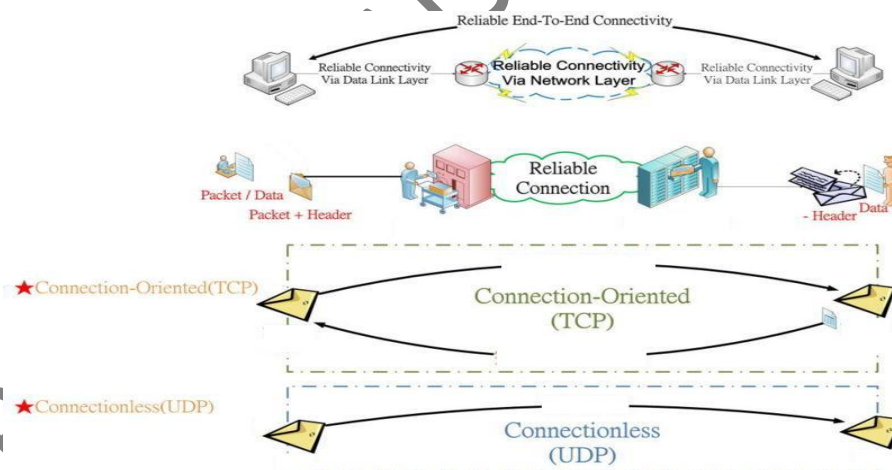 Reliable End-To-End Connectivity
Reliable Connectivity
Via Data Link Layer
Reliable Connectivity
Via Network Layer
Reliable Connectivity
Via Data Link Layer
Packet / Data
Packet + Header
Reliable
Connection
- Header
Data
★Connection-Oriented(TCP)
Connection-Oriented
(TCP)
★Connectionless(UDP)
Connectionless
(UDP)